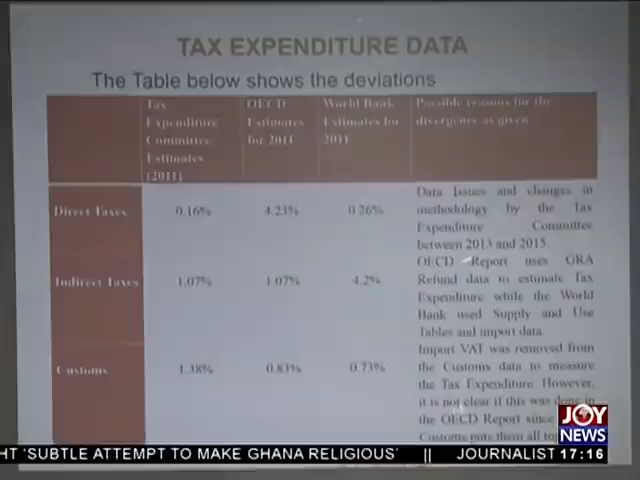 TAX EXPENDITURE DATA
The Table below shows the deviations
Tax Expenditure Committee Estimates (2011)
OECD Estimates for 2011
World Bank Estimates for 2011
Possible reasons for the divergence as given
Direct Taxes
0.16%
4.23%
0.26%
Data Issues and changes in
methodology by the Tax
Expenditure Committee
between 2013 and 2015
Indirect Taxes
1.07%
1.07%
4.2%
OECD Report uses GRA
Refund data to estimate Tax
Expenditure while the World
Bank used Supply and Use
Tables and import data
Customs
1.38%
0.83%
0.73%
Import VAT was removed from
the Customs data to measure
the Tax Expenditure. However,
it is not clear if this was done in
the OECD Report since
Customs puts them all
JOY
NEWS
HT 'SUBTLE ATTEMPT TO MAKE GHANA RELIGIOUS' || JOURNALIST 17:16